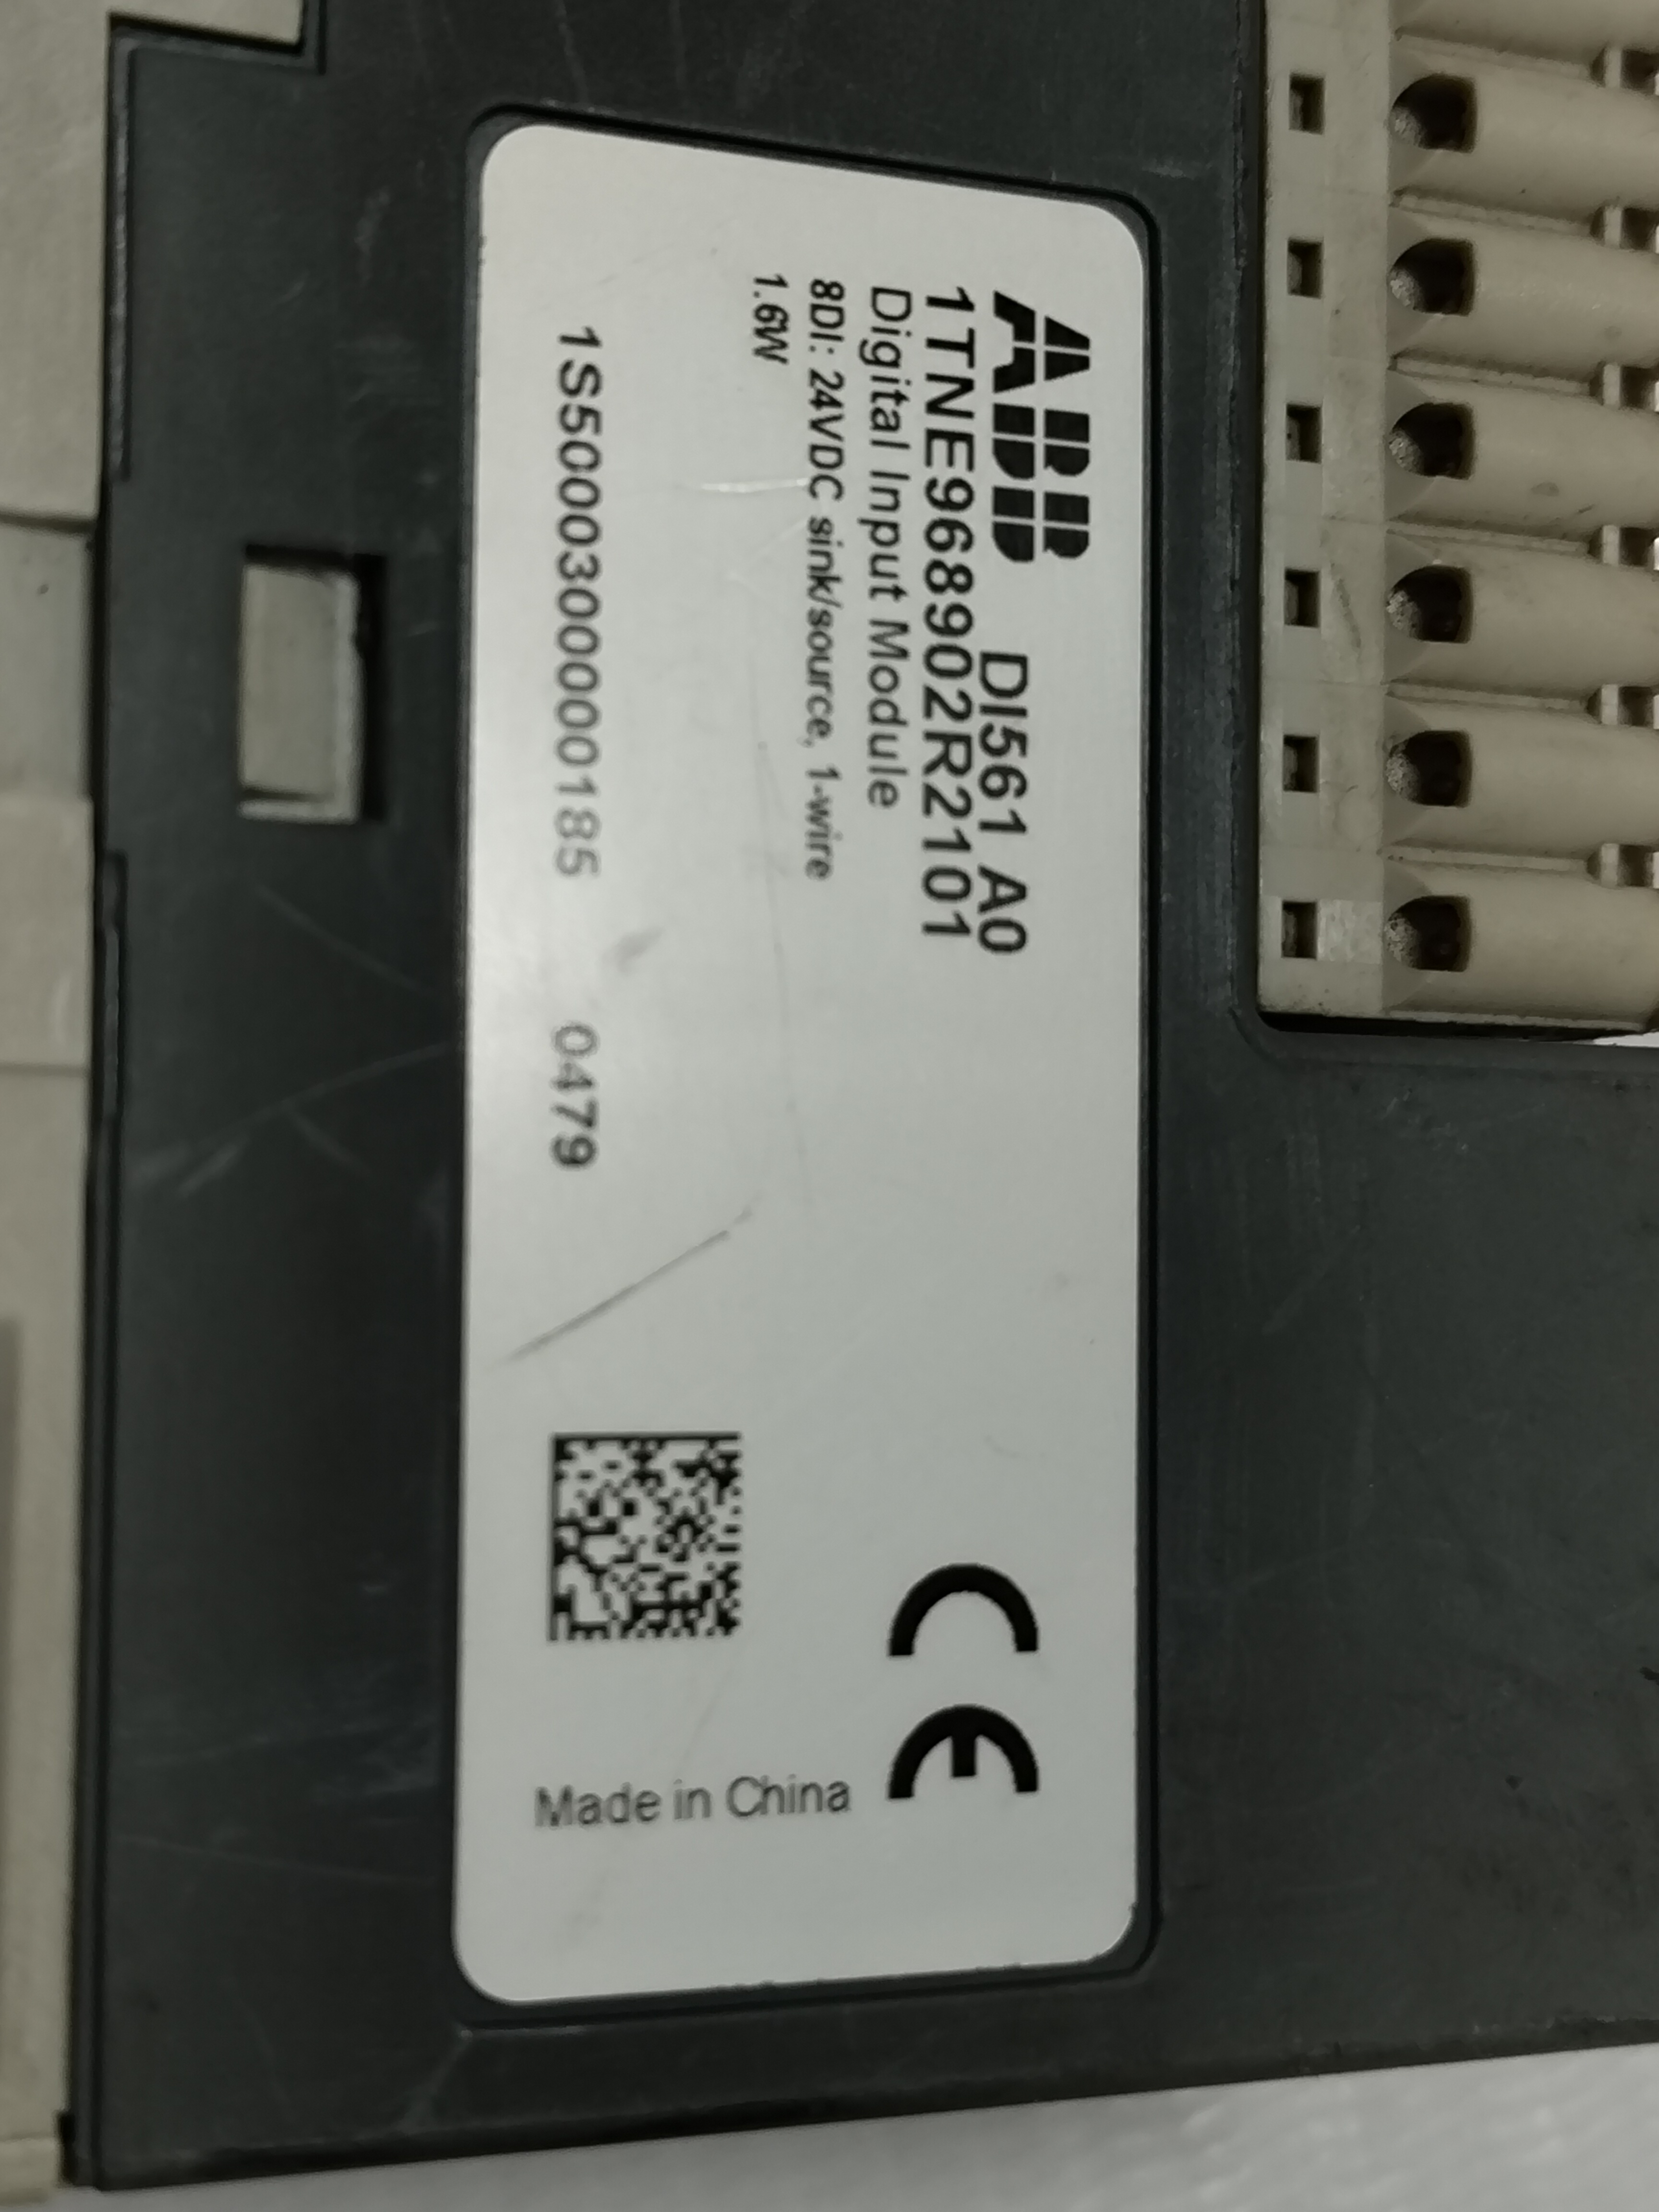 ABB DI561 A0
1TNE968902R2101
Digital Input Module
8DI: 24VDC sink/source, 1-wire
1.6W
1S500030000000185 0479
CE
Made in China